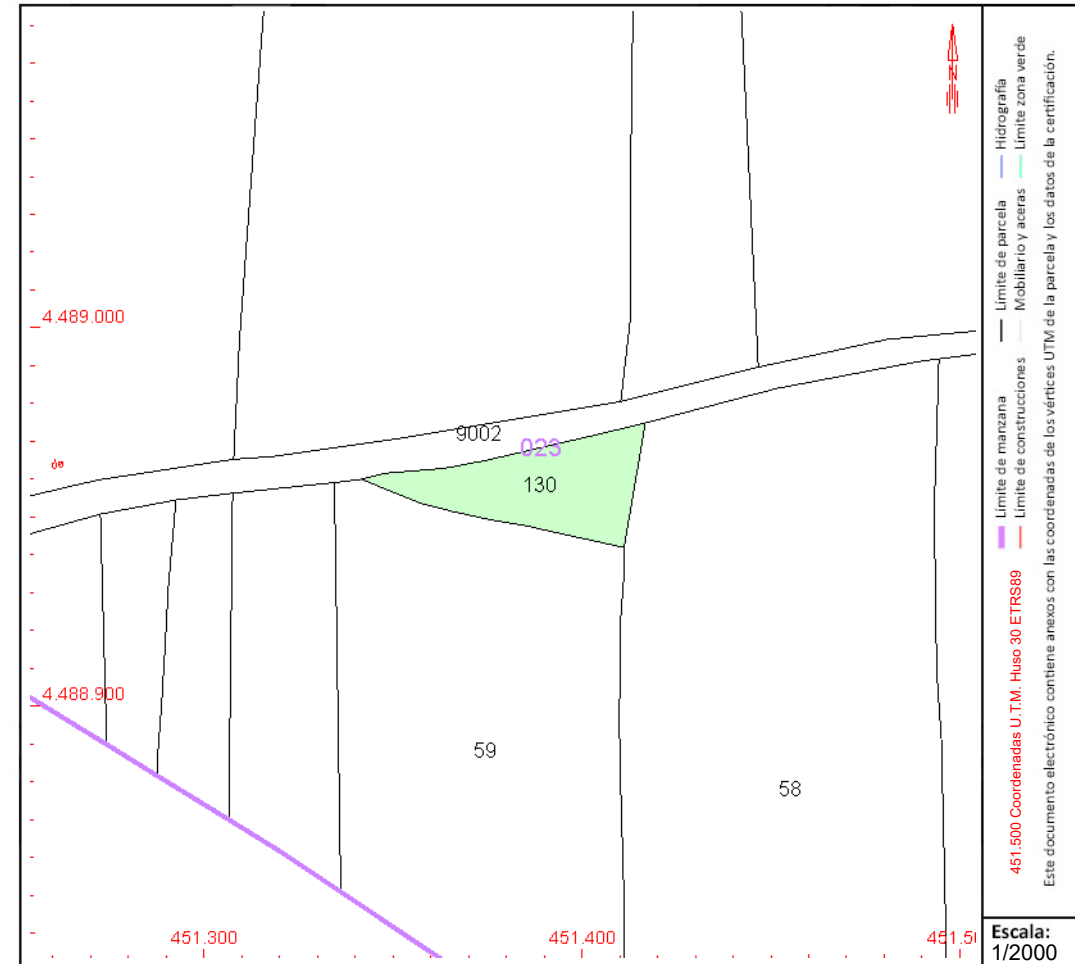 4.489.000
9002
023
130
4.488.900
59
58
451.300
451.400
Límite de manzana
Límite de parcela
Hidrografía
Límite de construcciones
Mobiliario y aceras
Límite zona verde
451.500 Coordenadas U.T.M. Huso 30 ETRS89
Este documento electrónico contiene anexos con las coordenadas de los vértices UTM de la parcela y los datos de la certificación.
Escala:
1/2000